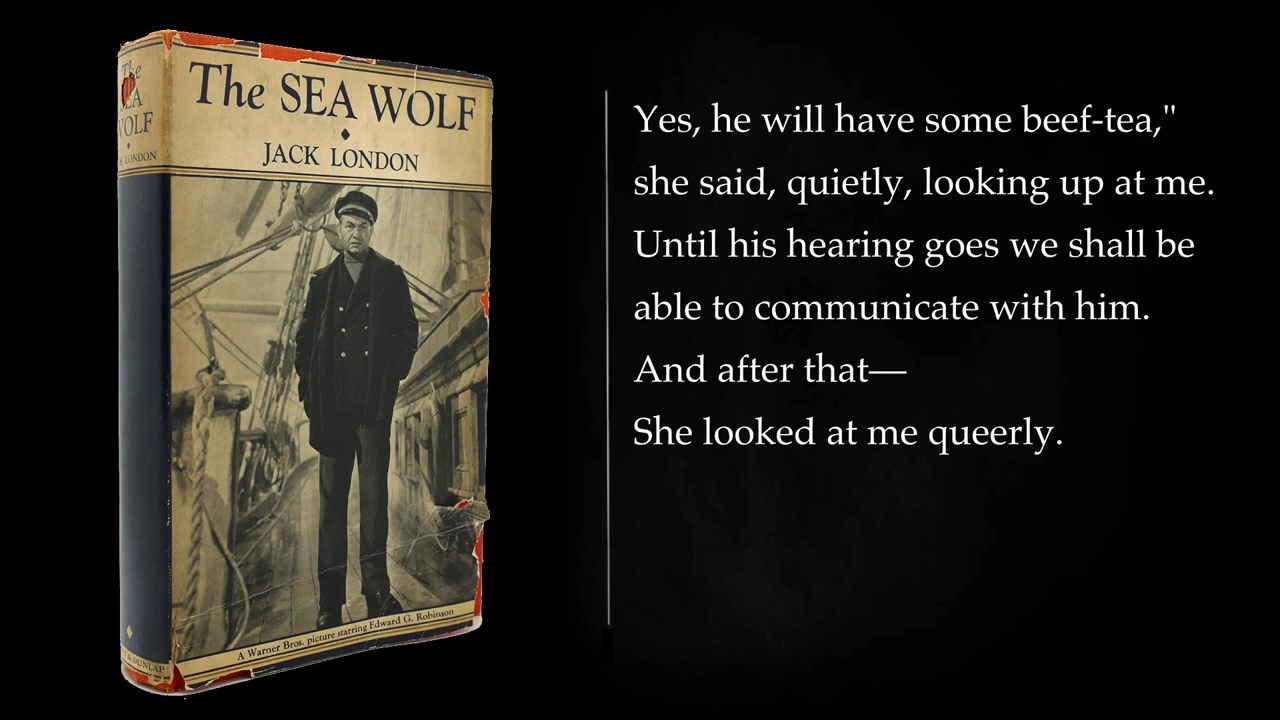 The SEA WOLF
JACK LONDON
The
SEA
WOLF
LONDON
A Warner Bros. picture starring Edward G. Robinson
DUNLAP
Yes, he will have some beef-tea,"
she said, quietly, looking up at me.
Until his hearing goes we shall be
able to communicate with him.
And after that—
She looked at me queerly.